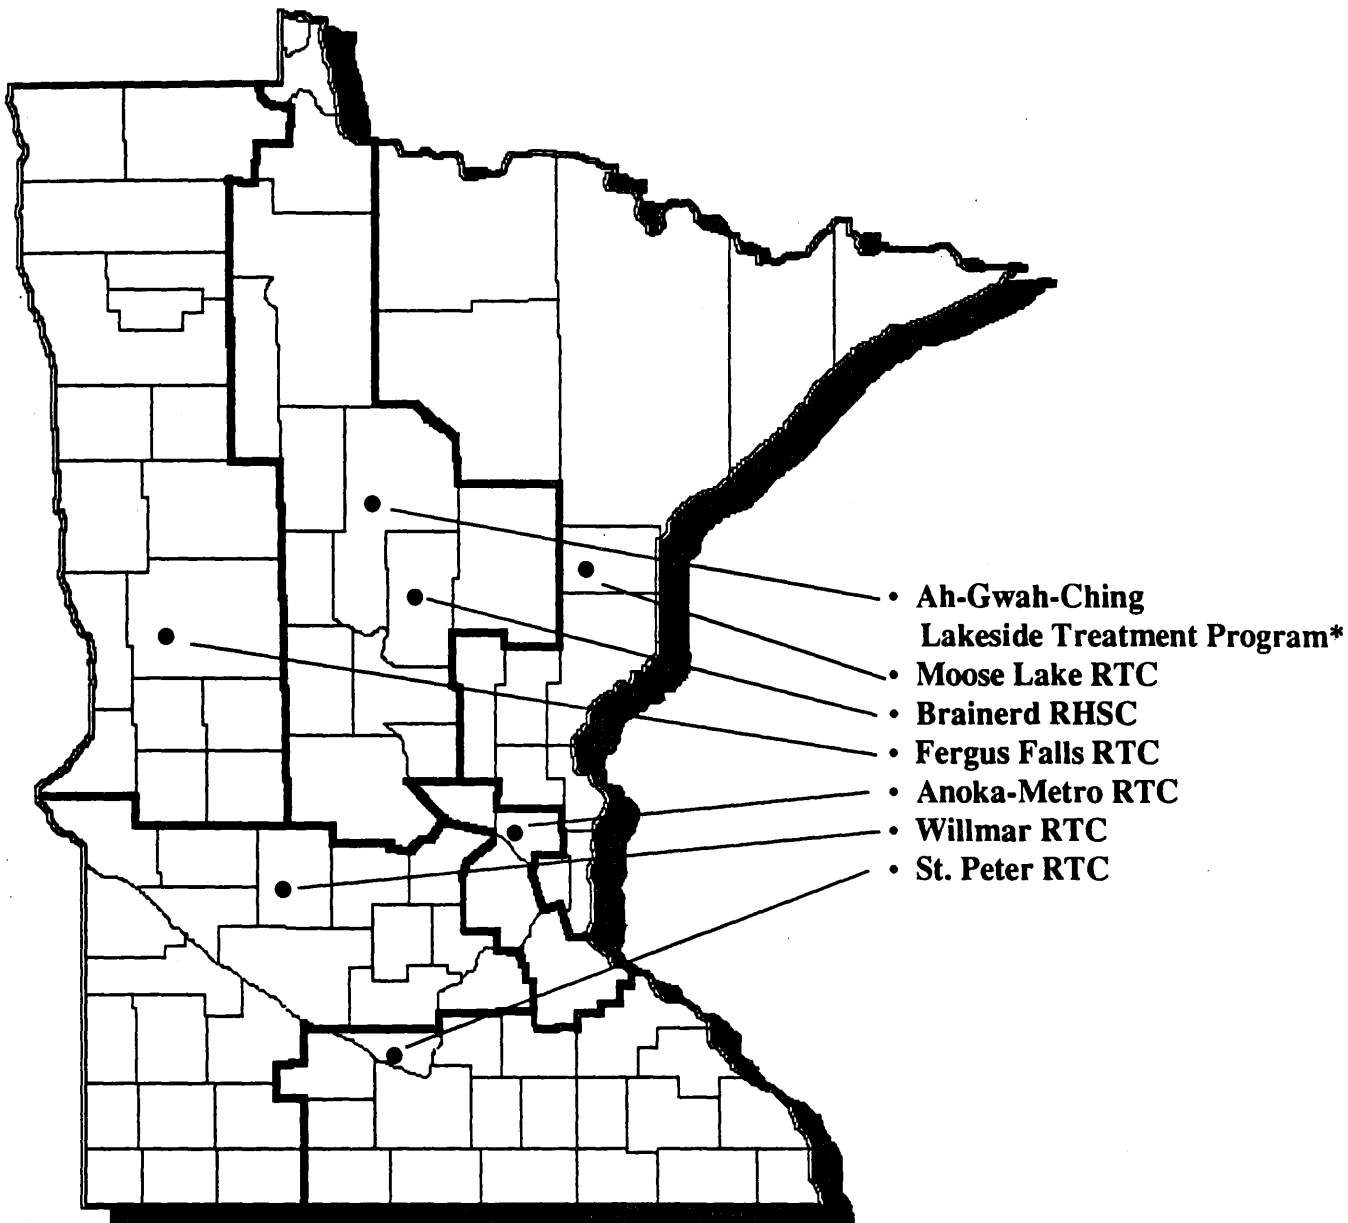 • Ah-Gwah-Ching
Lakeside Treatment Program*
• Moose Lake RTC
• Brainerd RHSC
• Fergus Falls RTC
• Anoka-Metro RTC
• Willmar RTC
• St. Peter RTC